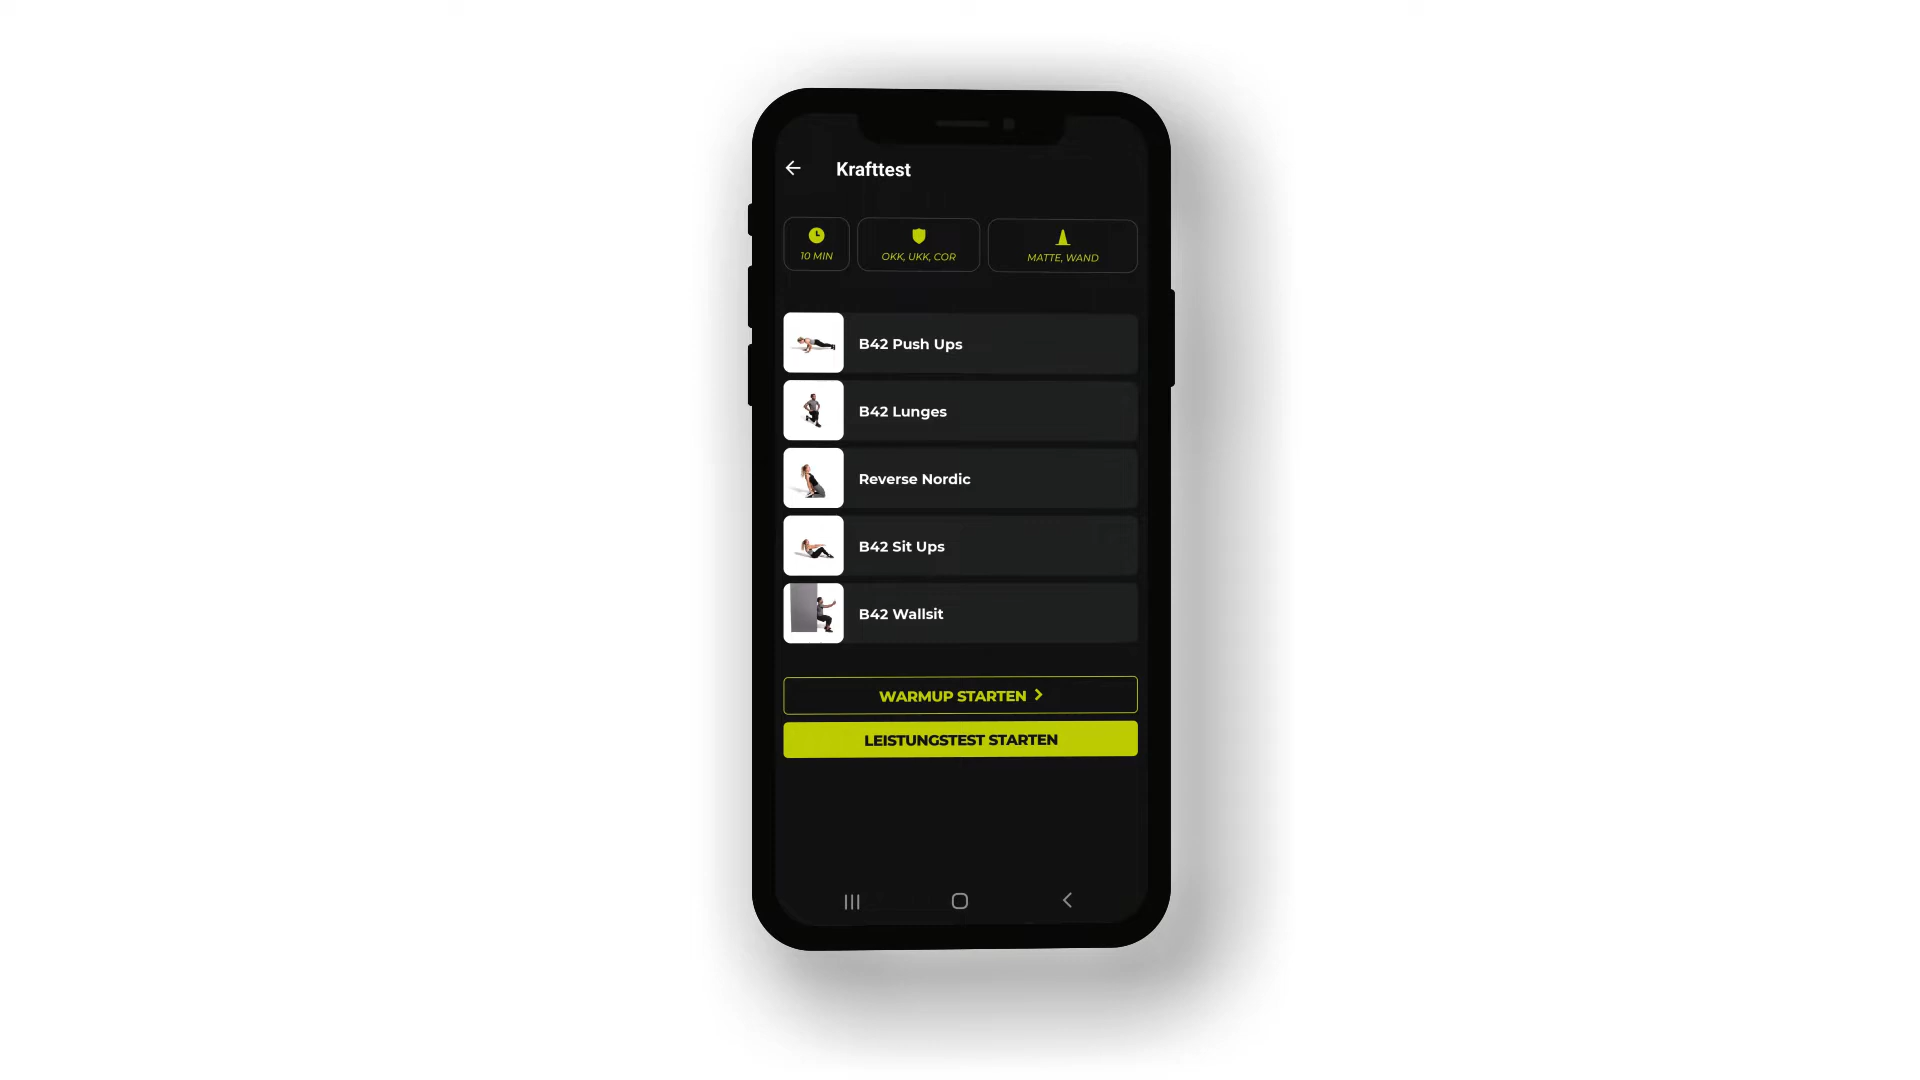 Krafttest
10 MIN
OKK, UKK, COR
MATTE, WAND
B42 Push Ups
B42 Lunges
Reverse Nordic
B42 Sit Ups
B42 Wallsit
WARMUP STARTEN
LEISTUNGSTEST STARTEN